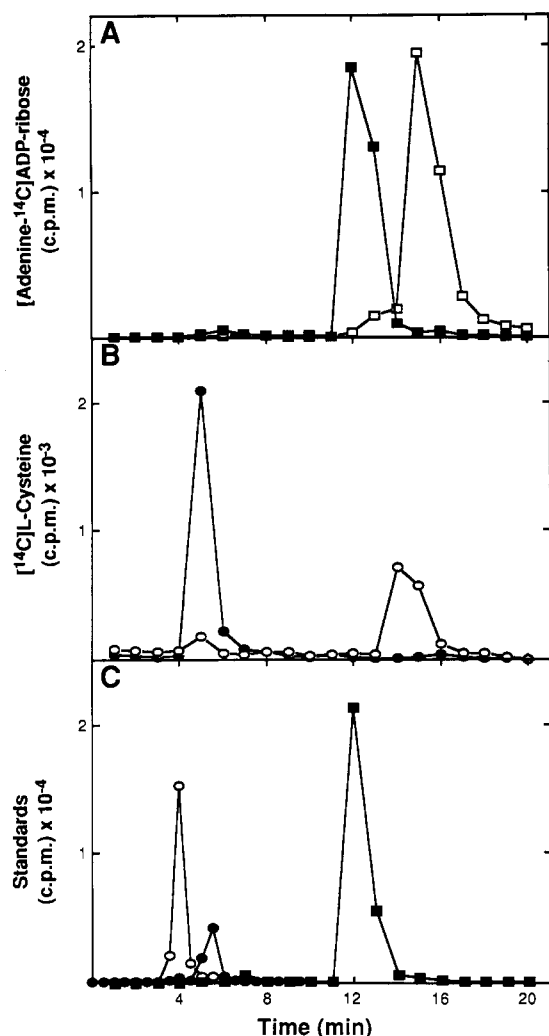 A
[Adenine-¹⁴C]ADP-ribose
(c.p.m.) x 10⁻⁴
2
1
B
[¹⁴C]L-Cysteine
(c.p.m.) x 10⁻³
2
1
C
Standards
(c.p.m.) x 10⁻⁴
2
1
4 8 12 16 20
Time (min)